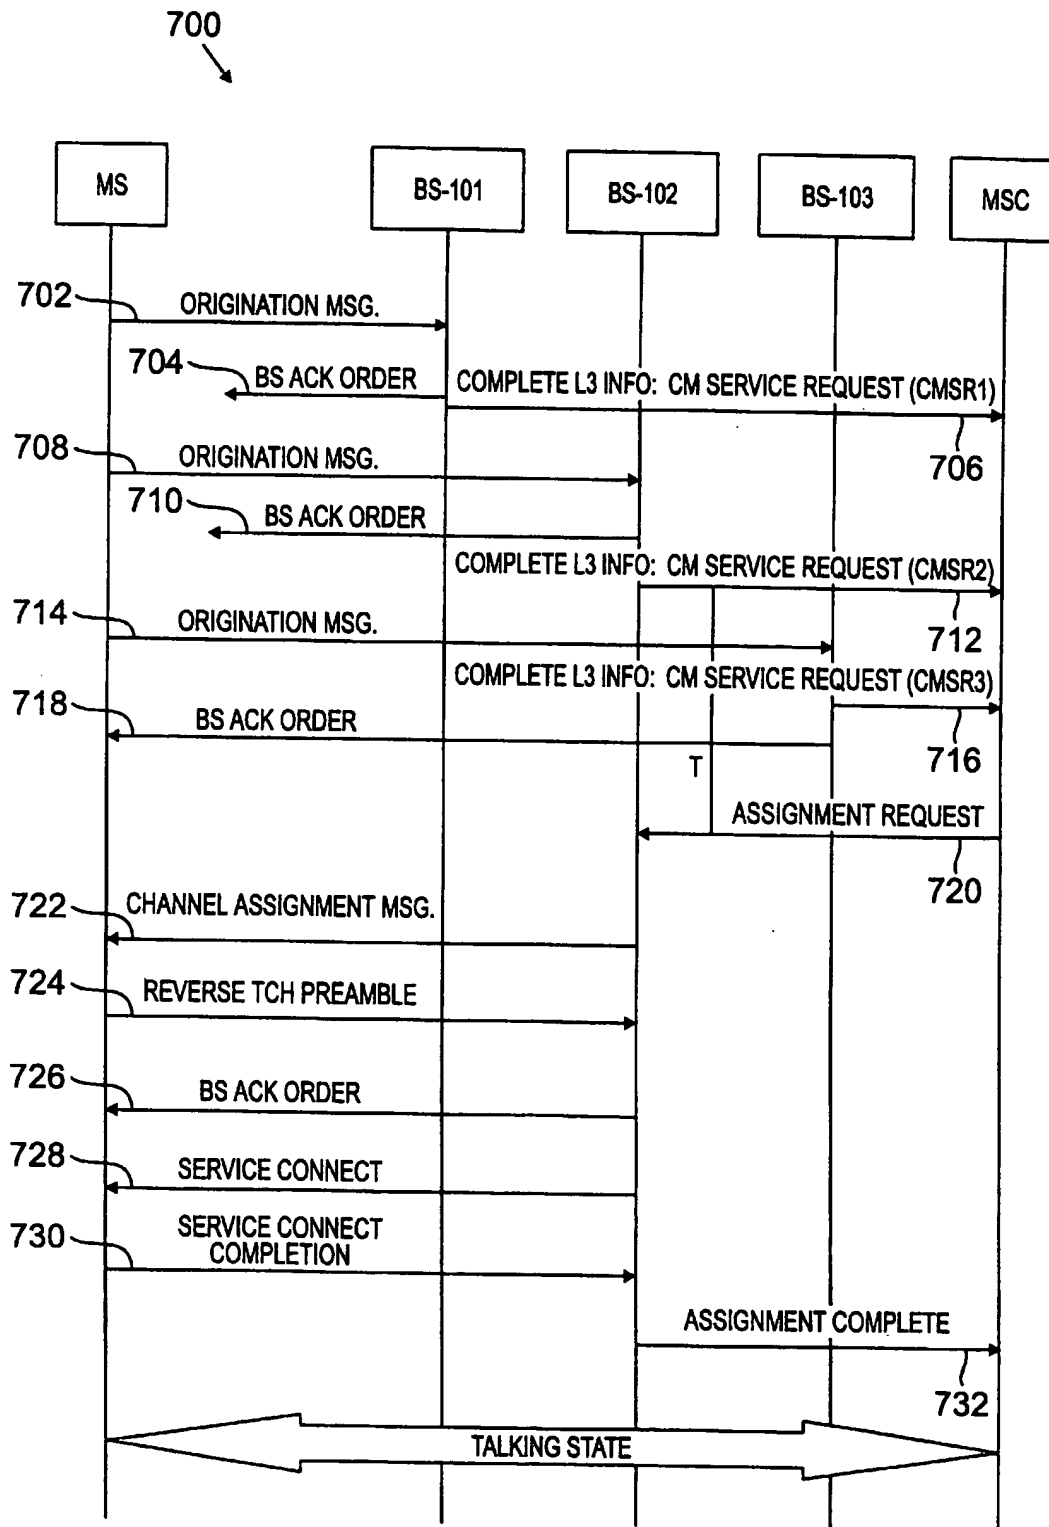 700
MS
BS-101
BS-102
BS-103
MSC
702
ORIGINATION MSG.
704
BS ACK ORDER
COMPLETE L3 INFO: CM SERVICE REQUEST (CMSR1)
706
708
ORIGINATION MSG.
710
BS ACK ORDER
COMPLETE L3 INFO: CM SERVICE REQUEST (CMSR2)
712
714
ORIGINATION MSG.
COMPLETE L3 INFO: CM SERVICE REQUEST (CMSR3)
716
718
BS ACK ORDER
T
ASSIGNMENT REQUEST
720
722
CHANNEL ASSIGNMENT MSG.
724
REVERSE TCH PREAMBLE
726
BS ACK ORDER
728
SERVICE CONNECT
730
SERVICE CONNECT
COMPLETION
ASSIGNMENT COMPLETE
732
TALKING STATE